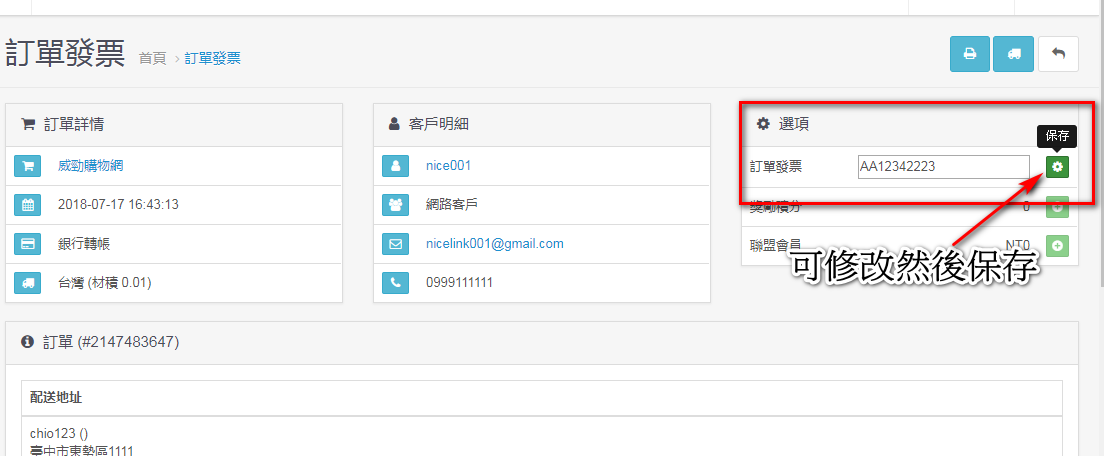 訂單發票 首頁 › 訂單發票
訂單詳情
威勁購物網
2018-07-17 16:43:13
銀行轉帳
台灣 (材積 0.01)
客戶明細
nice001
網路客戶
nicelink001@gmail.com
0999111111
選項
保存
訂單發票 AA12342223
獎勵積分 0
聯盟會員 NT0
可修改然後保存
訂單 (#2147483647)
配送地址
chio123 ()
臺中市東勢區1111